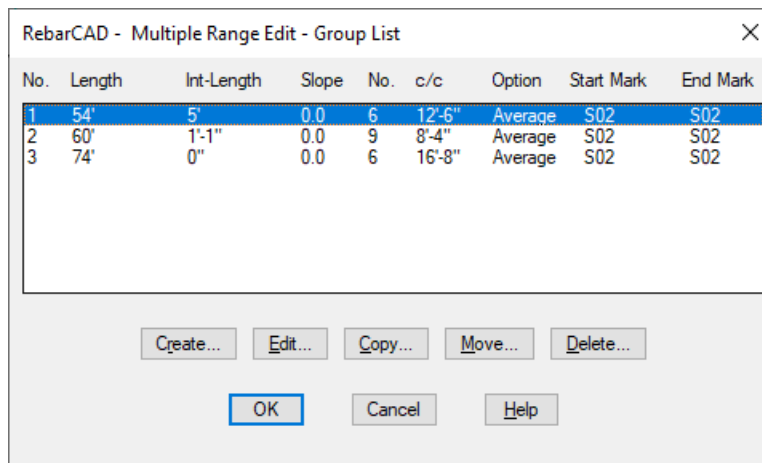 RebarCAD - Multiple Range Edit - Group List
No. Length Int-Length Slope No. c/c Option Start Mark End Mark
1 54' 5' 0.0 6 12'-6" Average S02 S02
2 60' 1'-1" 0.0 9 8'-4" Average S02 S02
3 74' 0" 0.0 6 16'-8" Average S02 S02
Create... Edit... Copy... Move... Delete...
OK Cancel Help